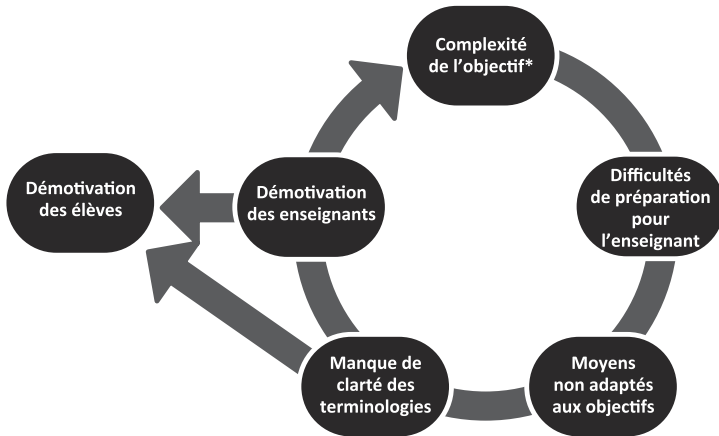 Complexité
de l'objectif*
Difficultés
de préparation
pour
l'enseignant
Moyens
non adaptés
aux objectifs
Manque de
clarté des
terminologies
Démotivation
des enseignants
Démotivation
des élèves